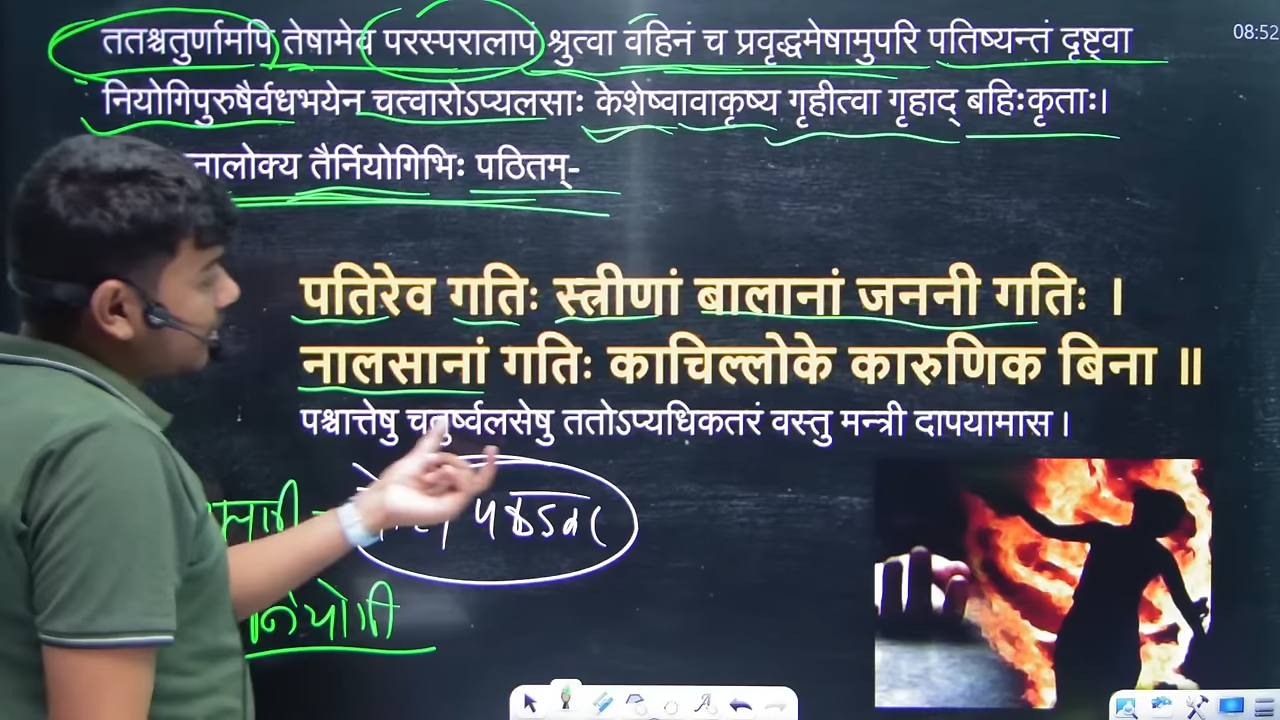 ततश्चतुर्णामपि तेषामेव परस्परालापं श्रुत्वा वहिनं च प्रवृद्धमेषामुपरि पतिष्यन्तं दृष्ट्वा
08:52
नियोगिपुरुषैर्वधभयेन चत्वारोऽप्यलसाः केशेष्वावाकृष्य गृहीत्वा गृहाद् बहिःकृताः।
तैर्नियोगिभिः पठितम्-
पतिरेव गतिः स्त्रीणां बालानां जननी गतिः ।
नालसानां गतिः काचिल्लोके कारुणिक बिना ॥
पश्चात्तेषु चतुर्ष्वलसेषु ततोऽप्यधिकतरं वस्तु मन्त्री दापयामास ।
नियोगी